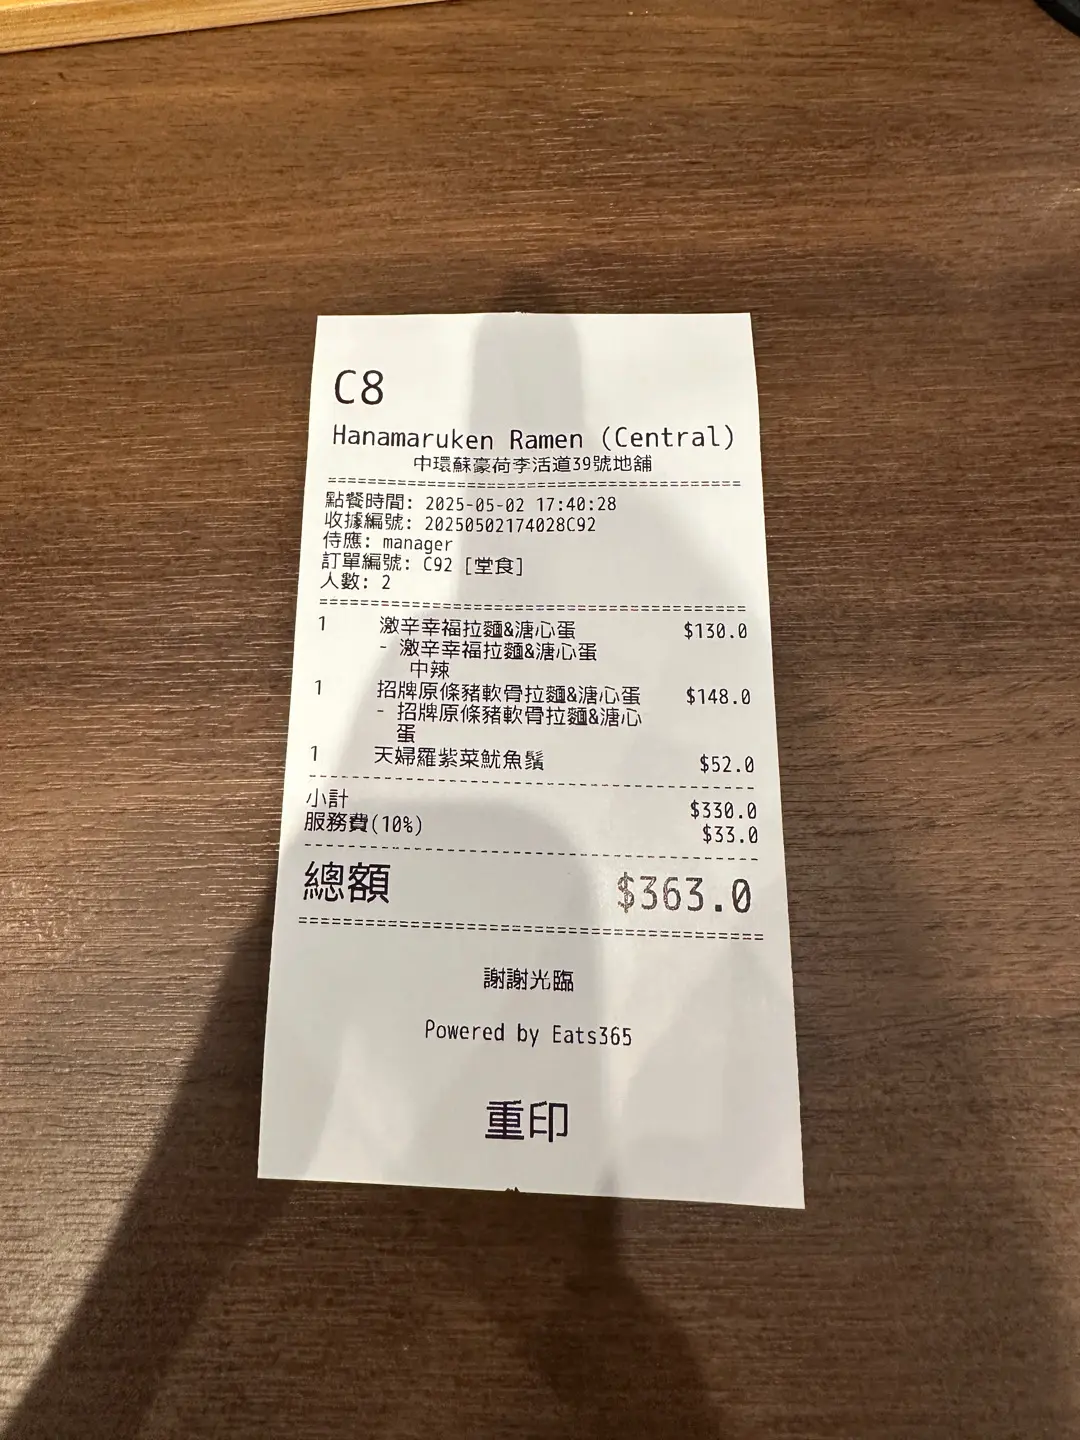 C8
Hanamaruken Ramen (Central)
中環蘇豪荷李活道39號地舖
點餐時間: 2025-05-02 17:40:28
收據編號: 20250502174028C92
侍應: manager
訂單編號: C92 [堂食]
人數: 2
1 激辛幸福拉麵&溏心蛋 $130.0
- 激辛幸福拉麵&溏心蛋
中辣
1 招牌原條豬軟骨拉麵&溏心蛋 $148.0
- 招牌原條豬軟骨拉麵&溏心
蛋
1 天婦羅紫菜魷魚鬚 $52.0
小計 $330.0
服務費(10%) $33.0
總額 $363.0
謝謝光臨
Powered by Eats365
重印